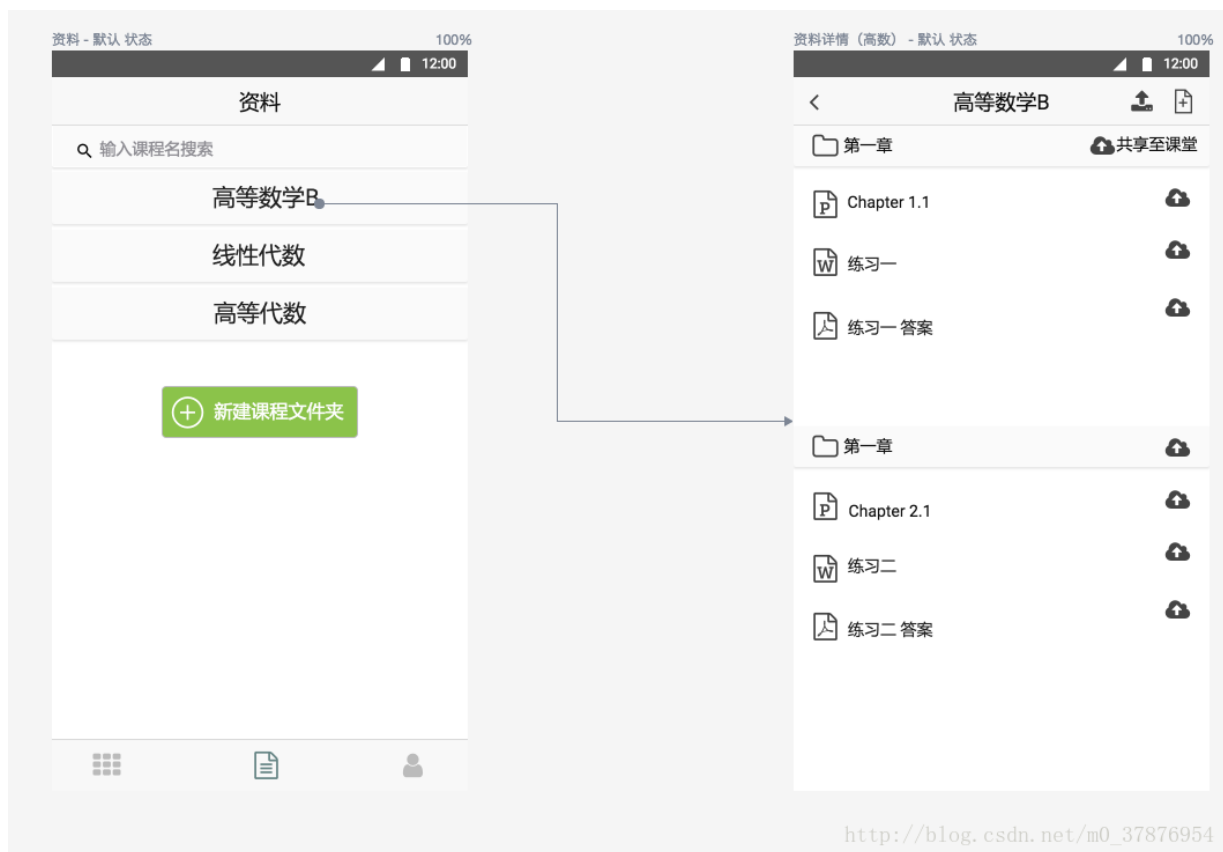 资料 - 默认 状态 100%
12:00
资料
输入课程名搜索
高等数学B
线性代数
高等代数
新建课程文件夹
资料详情（高数） - 默认 状态 100%
12:00
高等数学B
第一章 共享至课堂
P Chapter 1.1
W 练习一
练习一 答案
第一章
P Chapter 2.1
W 练习二
练习二 答案
http://blog.csdn.net/m0_37876954